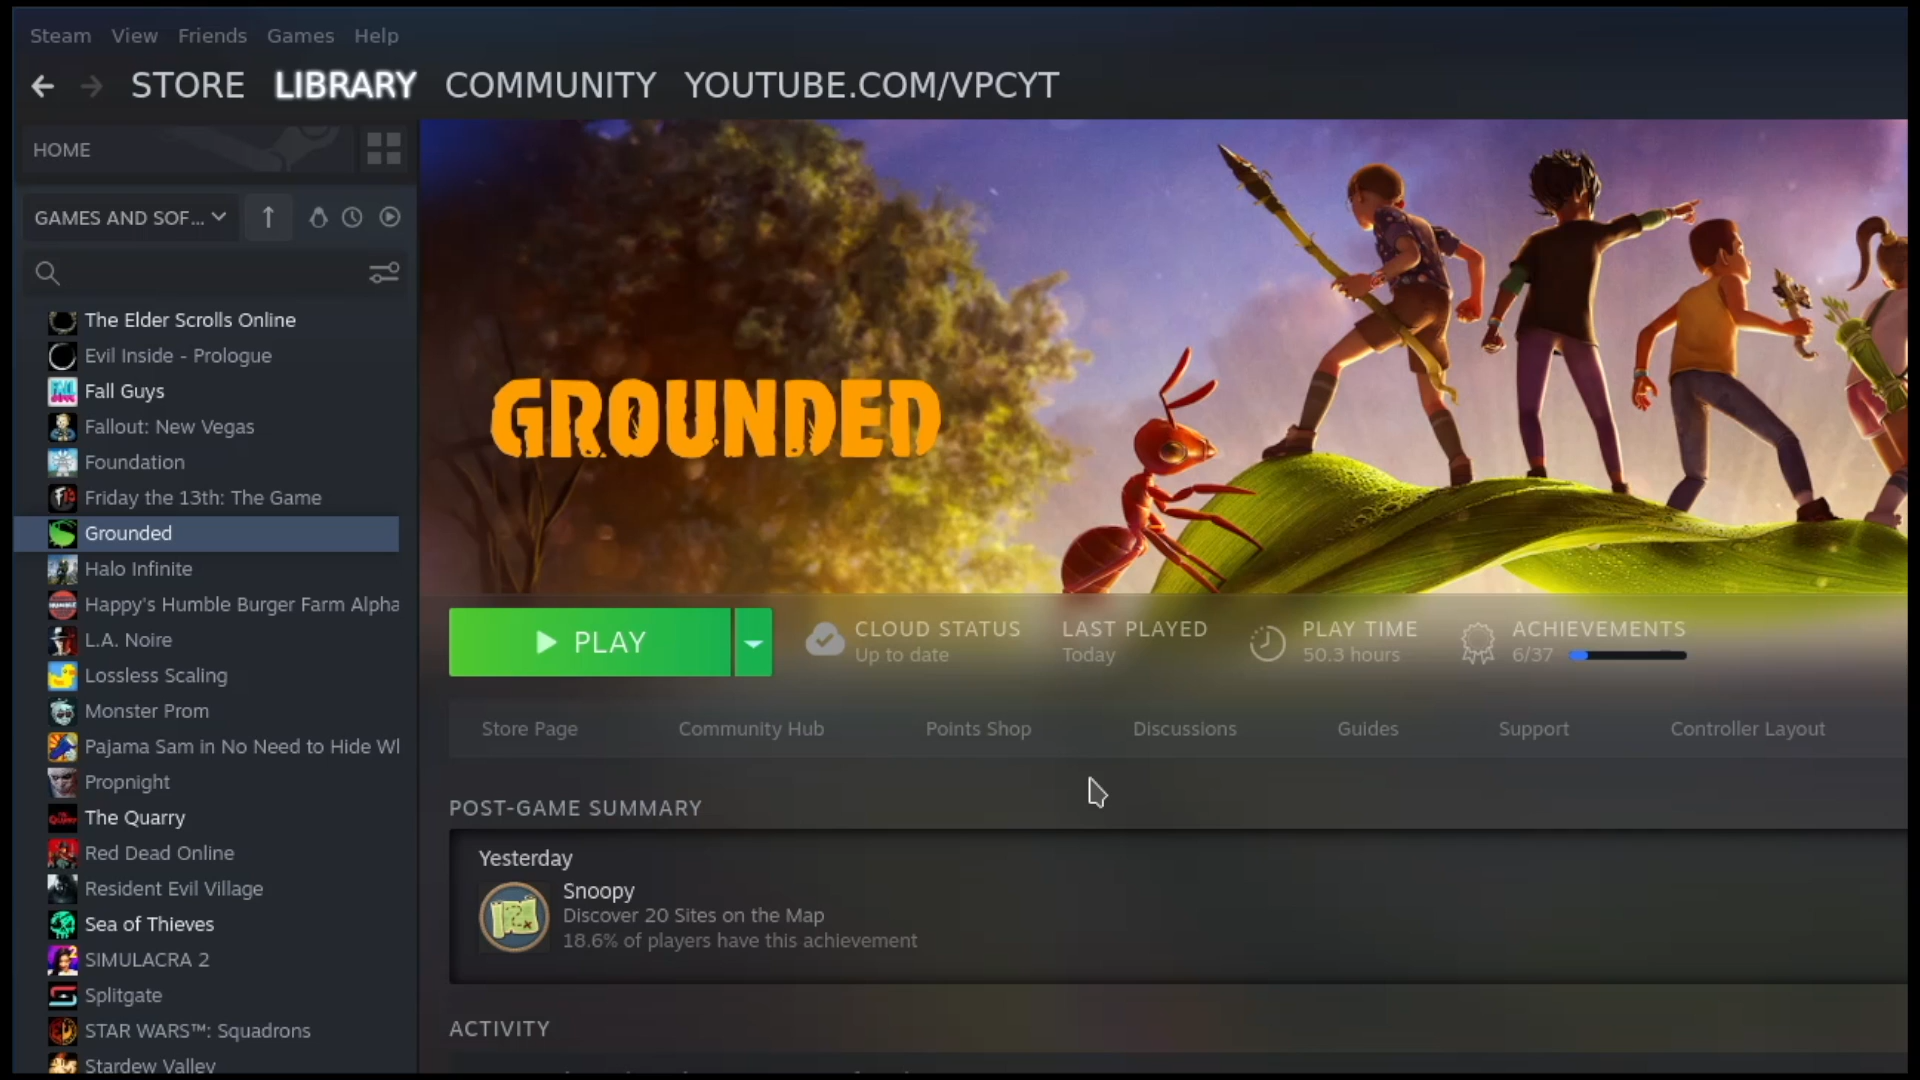 Steam View Friends Games Help
STORE LIBRARY COMMUNITY YOUTUBE.COM/VPCYT
HOME
GAMES AND SOF...
The Elder Scrolls Online
Evil Inside - Prologue
Fall Guys
Fallout: New Vegas
Foundation
Friday the 13th: The Game
Grounded
Halo Infinite
Happy's Humble Burger Farm Alpha
L.A. Noire
Lossless Scaling
Monster Prom
Pajama Sam in No Need to Hide Wl
Propnight
The Quarry
Red Dead Online
Resident Evil Village
Sea of Thieves
SIMULACRA 2
Splitgate
STAR WARS™: Squadrons
Stardew Valley
GROUNDED
PLAY
CLOUD STATUS
Up to date
LAST PLAYED
Today
PLAY TIME
50.3 hours
ACHIEVEMENTS
6/37
Store Page Community Hub Points Shop Discussions Guides Support Controller Layout
POST-GAME SUMMARY
Yesterday
Snoopy
Discover 20 Sites on the Map
18.6% of players have this achievement
ACTIVITY